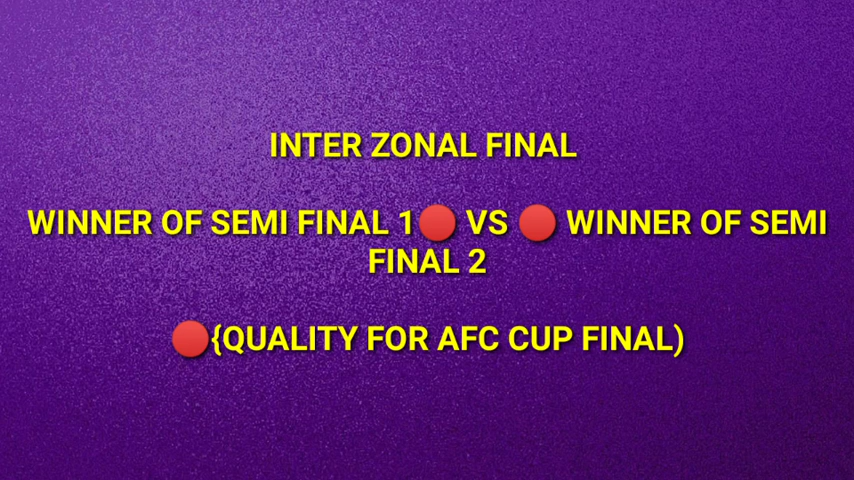 INTER ZONAL FINAL
WINNER OF SEMI FINAL 1🔴 VS 🔴 WINNER OF SEMI
FINAL 2
🔴{QUALITY FOR AFC CUP FINAL)